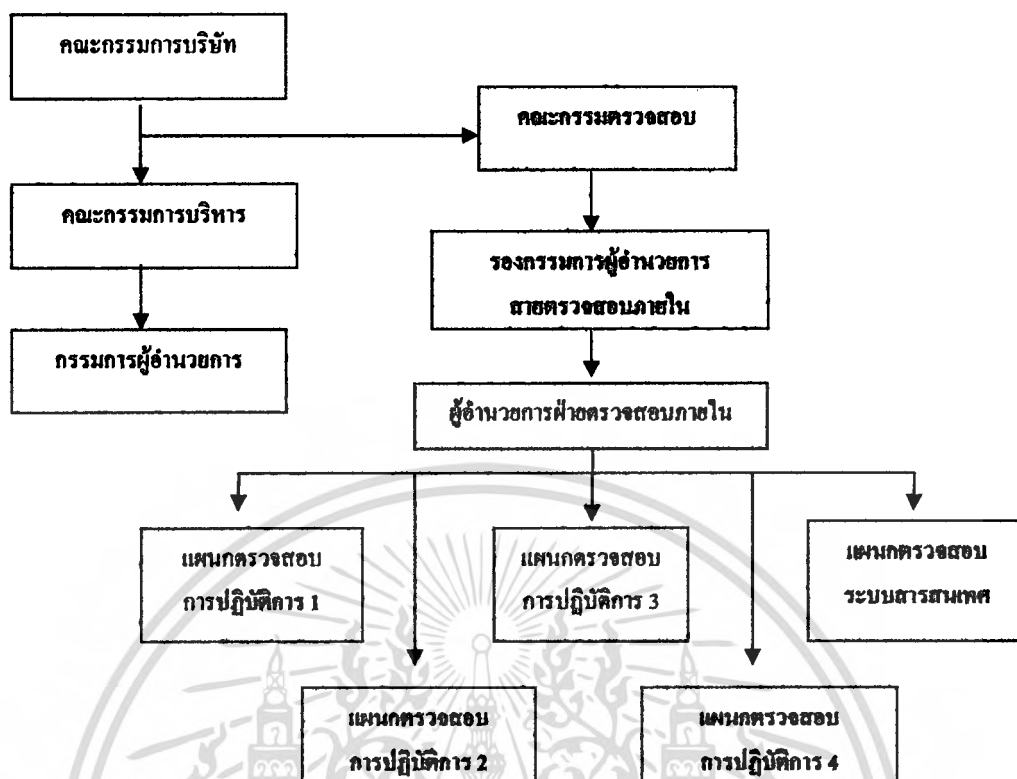 คณะกรรมการบริษัท
คณะกรรมตรวจสอบ
คณะกรรมการบริหาร
รองกรรมการผู้อำนวยการ
สายตรวจสอบภายใน
กรรมการผู้อำนวยการ
ผู้อำนวยการฝ่ายตรวจสอบภายใน
แผนกตรวจสอบ
การปฏิบัติการ 1
แผนกตรวจสอบ
การปฏิบัติการ 3
แผนกตรวจสอบ
ระบบสารสนเทศ
แผนกตรวจสอบ
การปฏิบัติการ 2
แผนกตรวจสอบ
การปฏิบัติการ 4